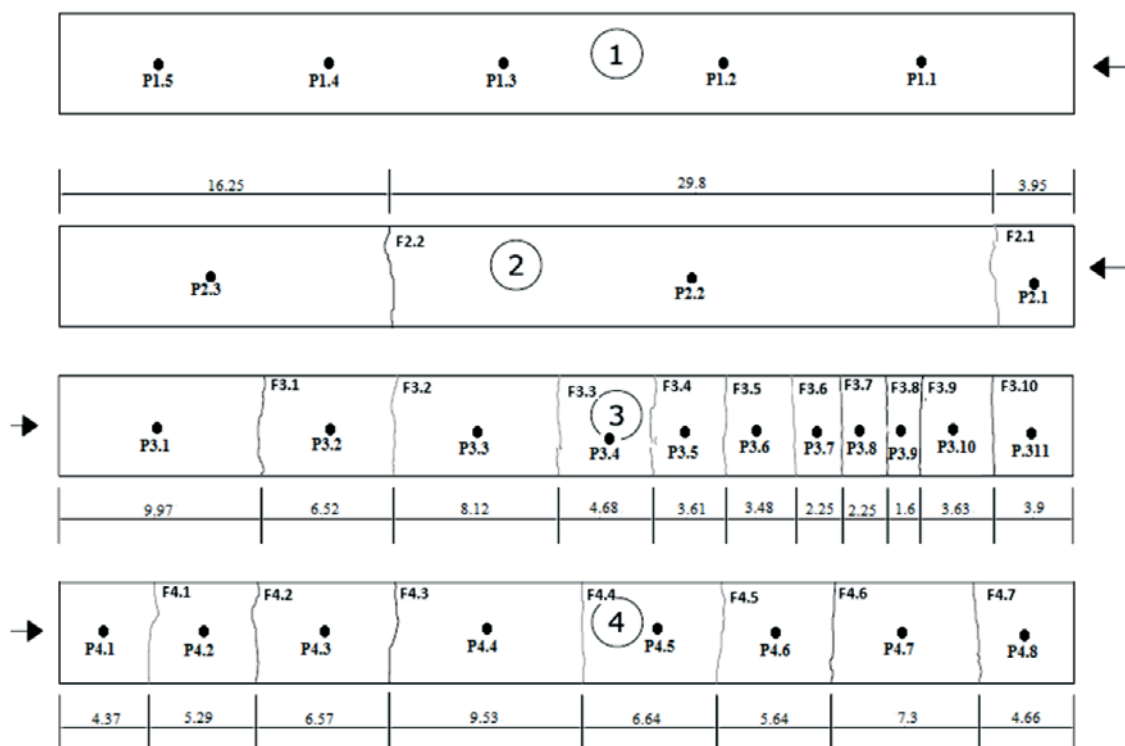 1
P1.5 P1.4 P1.3 P1.2 P1.1
16.25 29.8 3.95
F2.2 2 F2.1
P2.3 P2.2 P2.1
F3.1 F3.2 F3.3 3 F3.4 F3.5 F3.6 F3.7 F3.8 F3.9 F3.10
P3.1 P3.2 P3.3 P3.4 P3.5 P3.6 P3.7 P3.8 P3.9 P3.10 P.311
9.97 6.52 8.12 4.68 3.61 3.48 2.25 2.25 1.6 3.63 3.9
F4.1 F4.2 F4.3 F4.4 4 F4.5 F4.6 F4.7
P4.1 P4.2 P4.3 P4.4 P4.5 P4.6 P4.7 P4.8
4.37 5.29 6.57 9.53 6.64 5.64 7.3 4.66